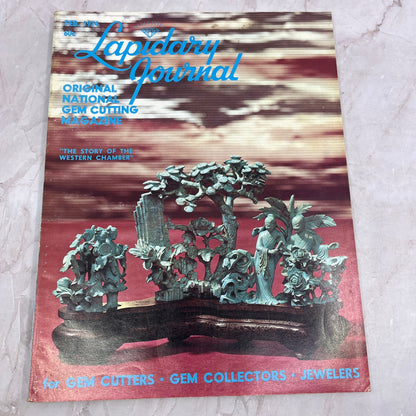 Lapidary
Journal
ORIGINAL
NATIONAL
GEM CUTTING
MAGAZINE
"THE STORY OF THE
WESTERN CHAMBER"
for GEM CUTTERS • GEM COLLECTORS • JEWELERS